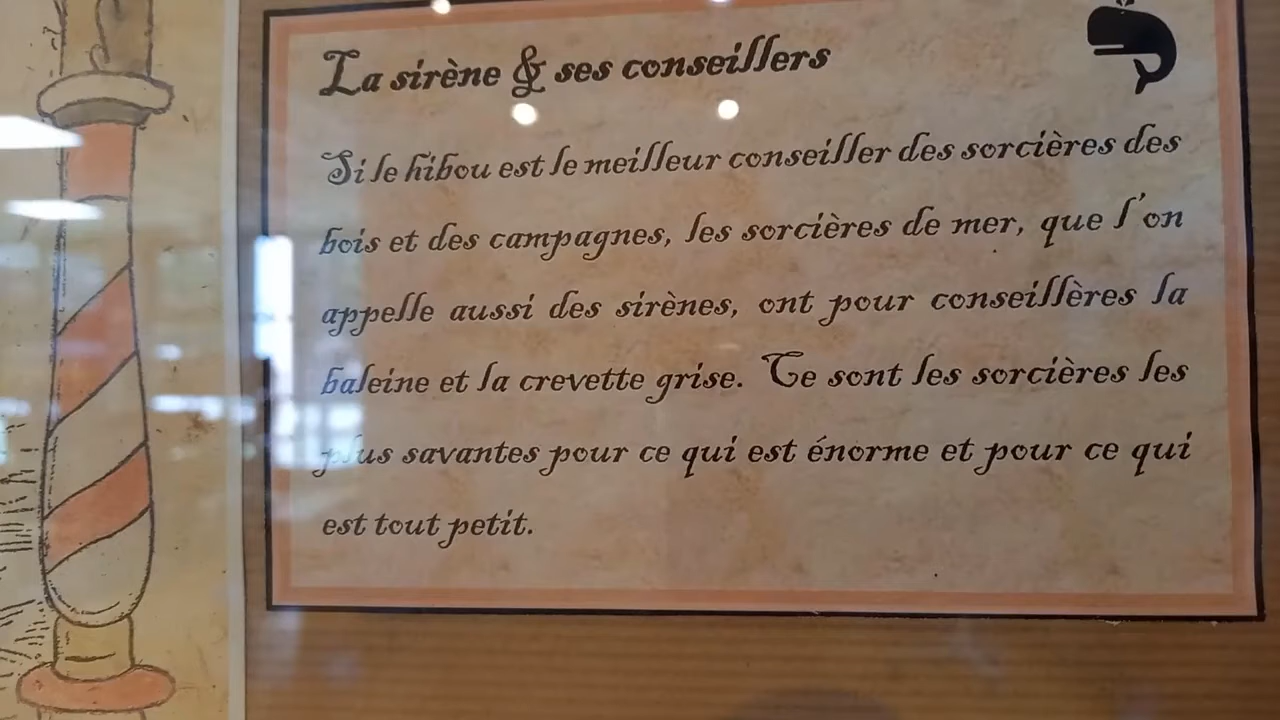 La sirène & ses conseillers
Si le hibou est le meilleur conseiller des sorcières des
bois et des campagnes, les sorcières de mer, que l'on
appelle aussi des sirènes, ont pour conseillères la
baleine et la crevette grise. Ce sont les sorcières les
plus savantes pour ce qui est énorme et pour ce qui
est tout petit.